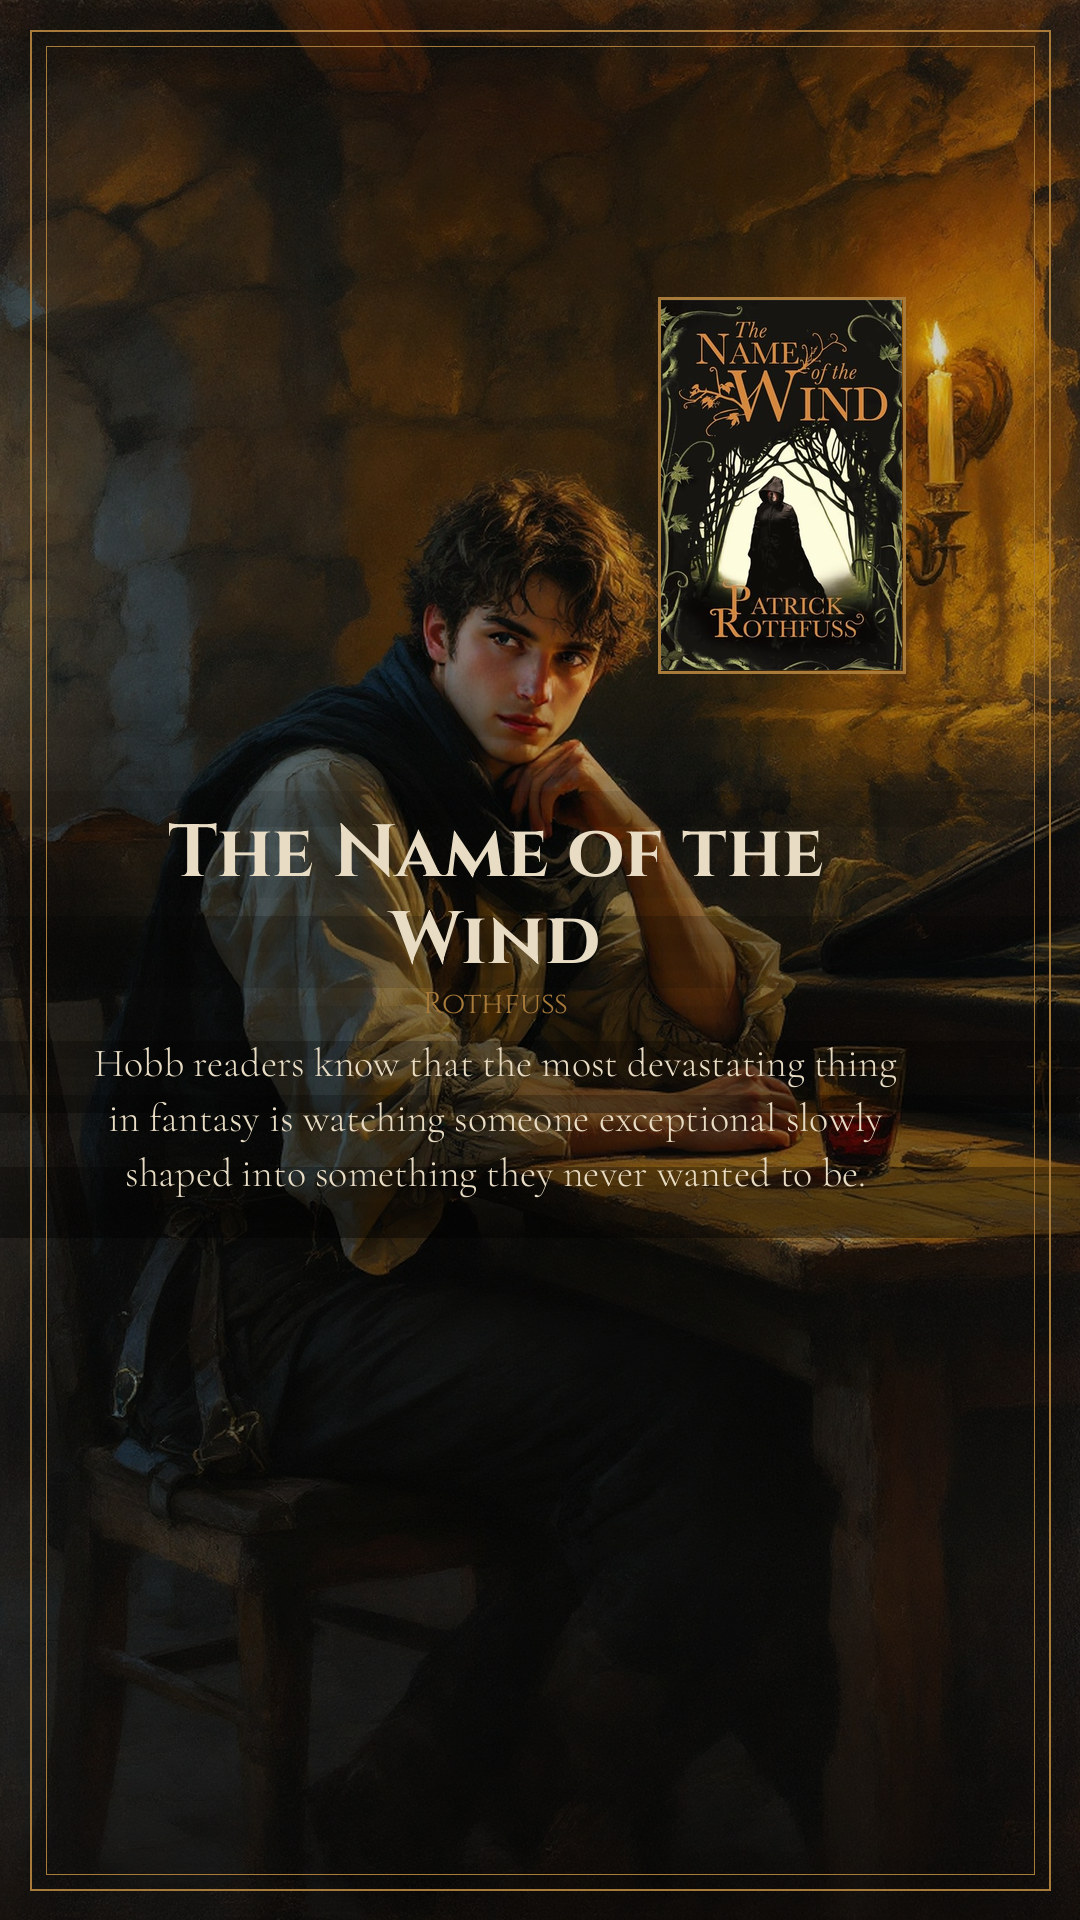 The
NAME
of the
WIND
PATRICK
ROTHFUSS
THE NAME OF THE
WIND
ROTHFUSS
Hobb readers know that the most devastating thing
in fantasy is watching someone exceptional slowly
shaped into something they never wanted to be.